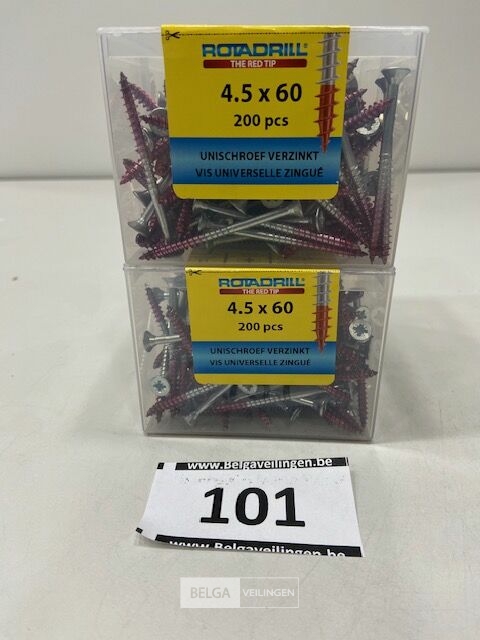 ROTADRILL
THE RED TIP
4.5 x 60
200 pcs
UNISCHROEF VERZINKT
VIS UNIVERSELLE ZINGUÉ
ROTADRILL
THE RED TIP
4.5 x 60
200 pcs
UNISCHROEF VERZINKT
VIS UNIVERSELLE ZINGUÉ
www.Belgaveilingen.be
101
www.Belgaveilingen.be
BELGA VEILINGEN